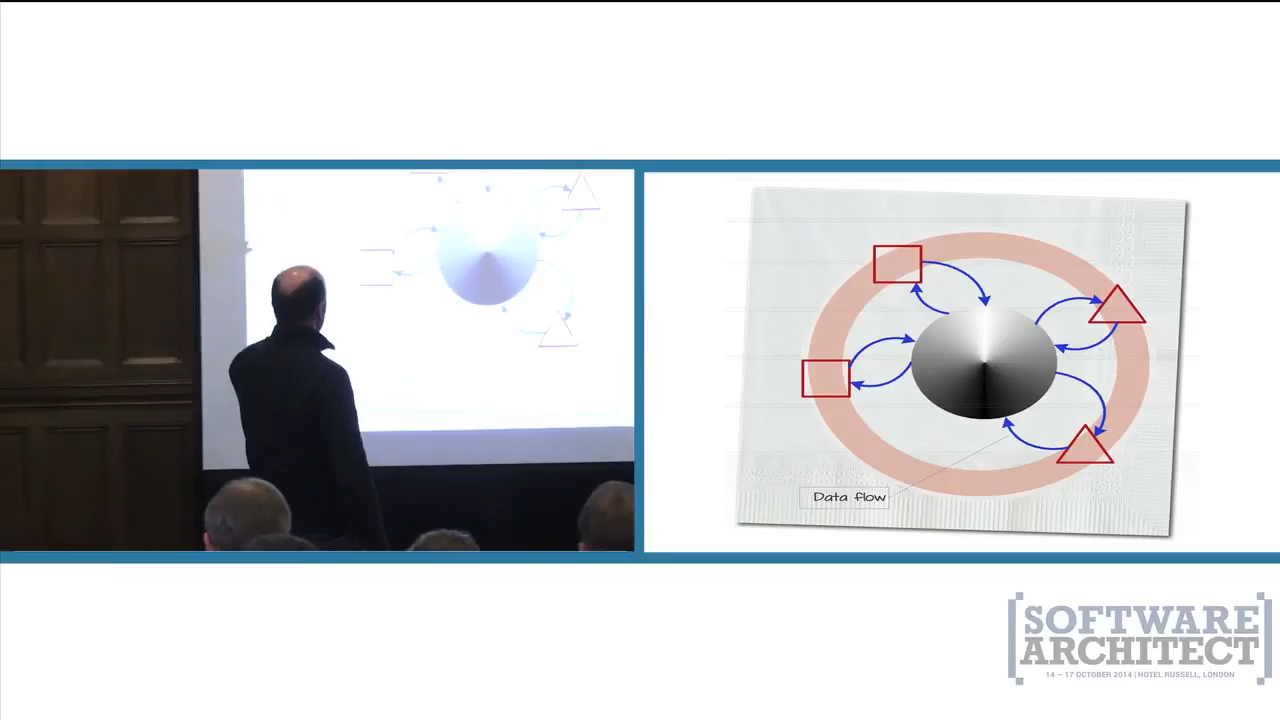 Data flow
[SOFTWARE
ARCHITECT]
14 – 17 OCTOBER 2014 | HOTEL RUSSELL, LONDON